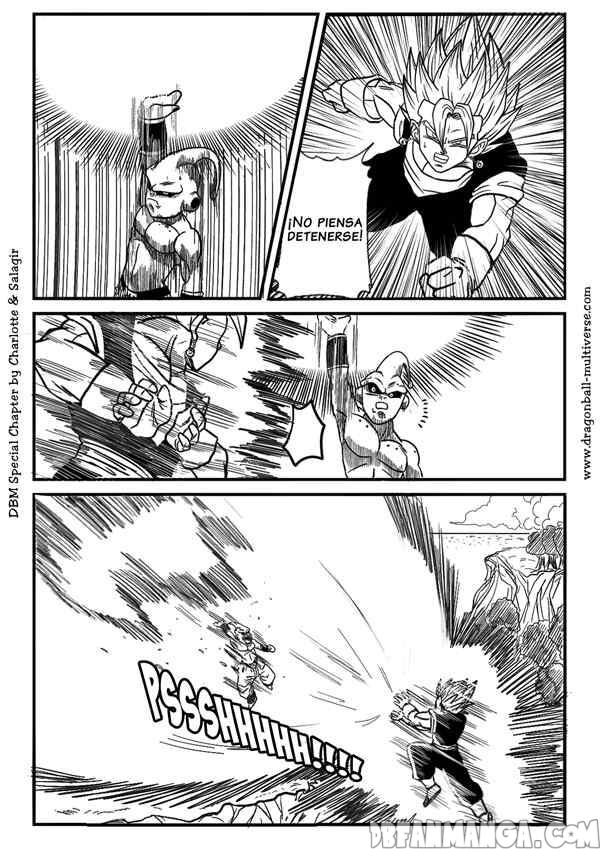 ¡NO PIENSA
DETENERSE!
PSSSHHHHH!!!!
DBM Special Chapter by Charlotte & Salagir
www.dragonball-multiverse.com
DBFANMANGA.COM